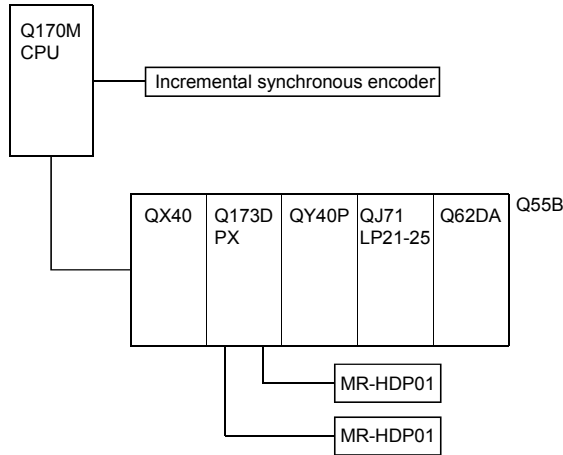 Q170M
CPU
Incremental synchronous encoder
QX40
Q173D
PX
QY40P
QJ71
LP21-25
Q62DA
Q55B
MR-HDP01
MR-HDP01